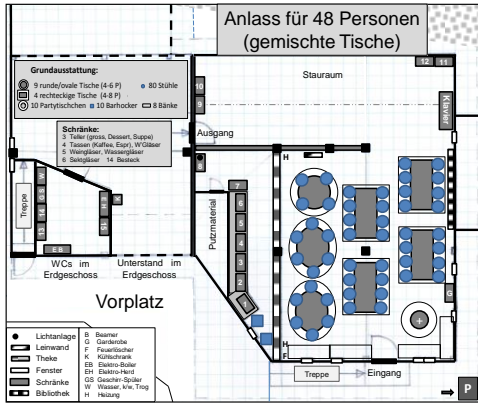 Anlass für 48 Personen
(gemischte Tische)
Grundausstattung:
9 runde/ovale Tische (4-6 P)
80 Stühle
4 rechteckige Tische (4-8 P)
10 Partytischchen
10 Barhocker
8 Bänke
Schränke:
3 Teller (gross, Dessert, Suppe)
4 Tassen (Kaffee, Espr), W'Gläser
5 Weingläser, Wassergläser
6 Sektgläser 14 Besteck
Stauraum
12
11
10
9
Klavier
Ausgang
8
H
7
6
5
4
3
2
1
Putzmaterial
Treppe
W
GS
14
13
EH
15
K
EB
WCs im
Erdgeschoss
Unterstand im
Erdgeschoss
Vorplatz
G
H
F
Treppe
Eingang
P
Lichtanlage
Leinwand
Theke
Fenster
Schränke
Bibliothek
B Beamer
G Garderobe
F Feuerlöscher
K Kühlschrank
EB Elektro-Boiler
EH Elektro-Herd
GS Geschirr-Spüler
W Wasser, k/w, Trog
H Heizung